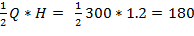 ½Q * H = ½300 * 1.2 = 180